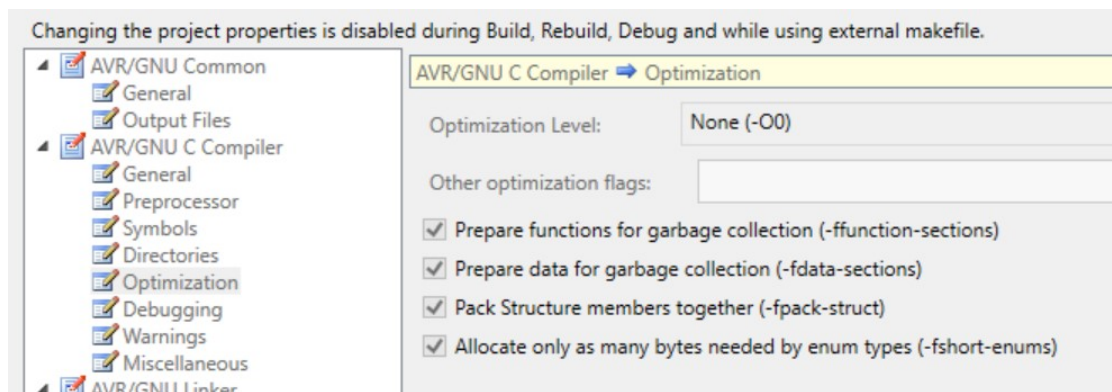 Changing the project properties is disabled during Build, Rebuild, Debug and while using external makefile.
AVR/GNU Common
General
Output Files
AVR/GNU C Compiler
General
Preprocessor
Symbols
Directories
Optimization
Debugging
Warnings
Miscellaneous
AVR/GNU Linker
AVR/GNU C Compiler ➡ Optimization
Optimization Level: None (-O0)
Other optimization flags:
Prepare functions for garbage collection (-ffunction-sections)
Prepare data for garbage collection (-fdata-sections)
Pack Structure members together (-fpack-struct)
Allocate only as many bytes needed by enum types (-fshort-enums)